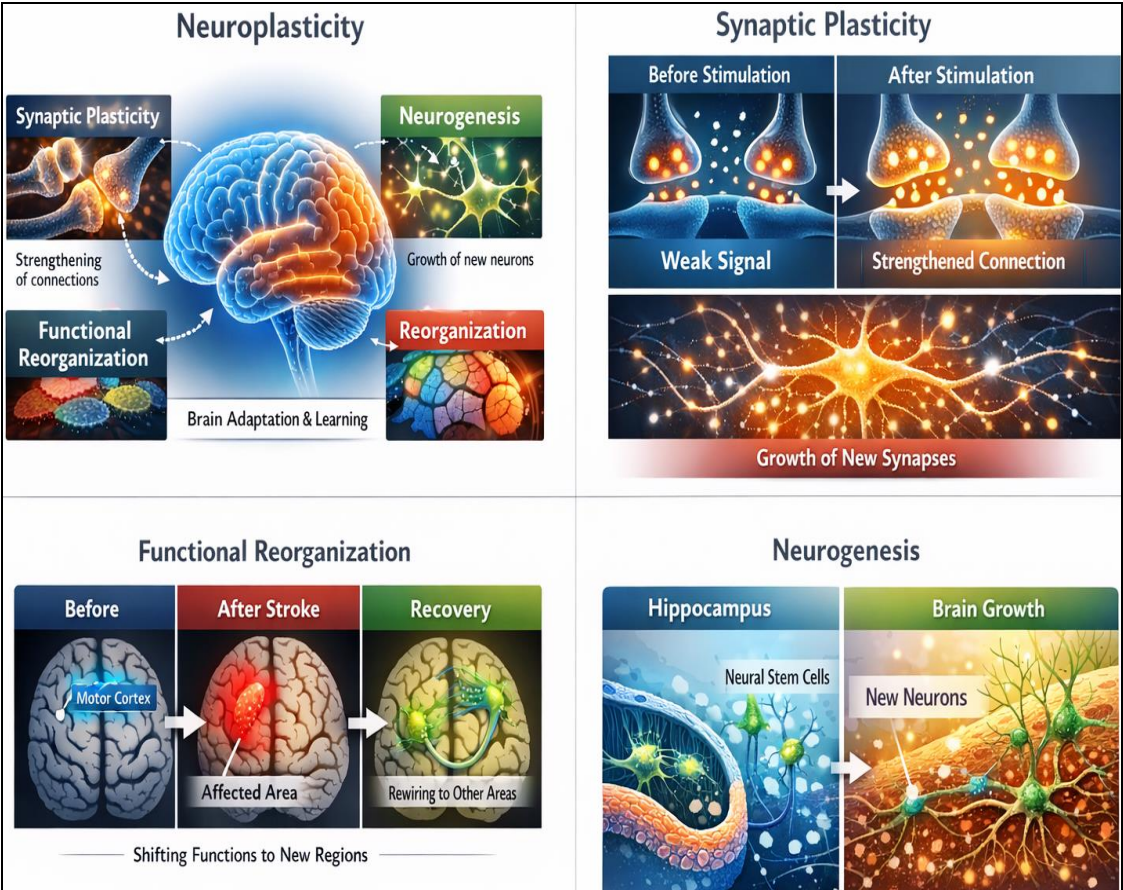 Neuroplasticity
Synaptic Plasticity
Strengthening
of connections
Neurogenesis
Growth of new neurons
Functional
Reorganization
Reorganization
Brain Adaptation & Learning
Synaptic Plasticity
Before Stimulation
After Stimulation
Weak Signal
Strengthened Connection
Growth of New Synapses
Functional Reorganization
Before
After Stroke
Recovery
Motor Cortex
Affected Area
Rewiring to Other Areas
Shifting Functions to New Regions
Neurogenesis
Hippocampus
Brain Growth
Neural Stem Cells
New Neurons